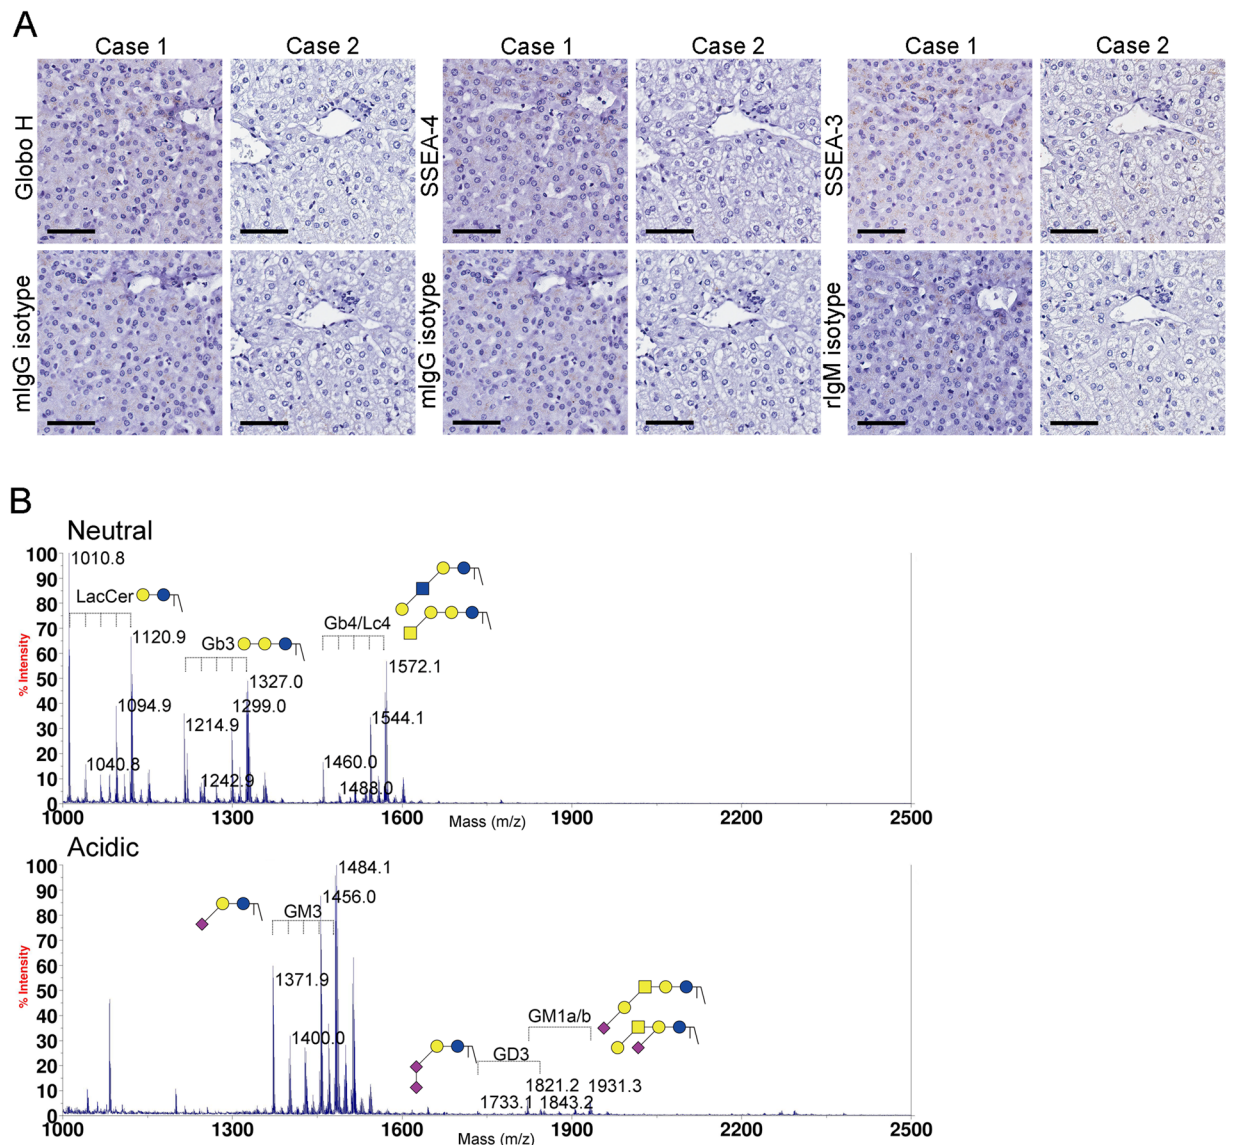 A
Case 1 Case 2 Case 1 Case 2 Case 1 Case 2
Globo H
SSEA-4
SSEA-3
mIgG isotype
mIgG isotype
rIgM isotype
B
Neutral
100
90
80
70
60
50
40
30
20
10
0
% Intensity
1010.8
LacCer
1120.9
1094.9
1040.8
Gb3
1327.0
1299.0
1214.9
1242.9
Gb4/Lc4
1572.1
1544.1
1460.0
1488.0
1000 1300 1600 1900 2200 2500
Mass (m/z)
Acidic
100
90
80
70
60
50
40
30
20
10
0
% Intensity
1484.1
1456.0
GM3
1371.9
1400.0
GM1a/b
GD3
1821.2 1931.3
1733.1 1843.2
1000 1300 1600 1900 2200 2500
Mass (m/z)